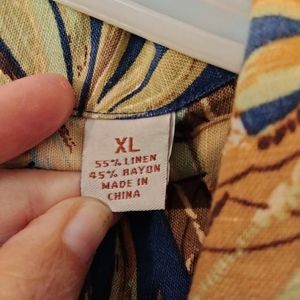 XL
55% LINEN
45% RAYON
MADE IN
CHINA